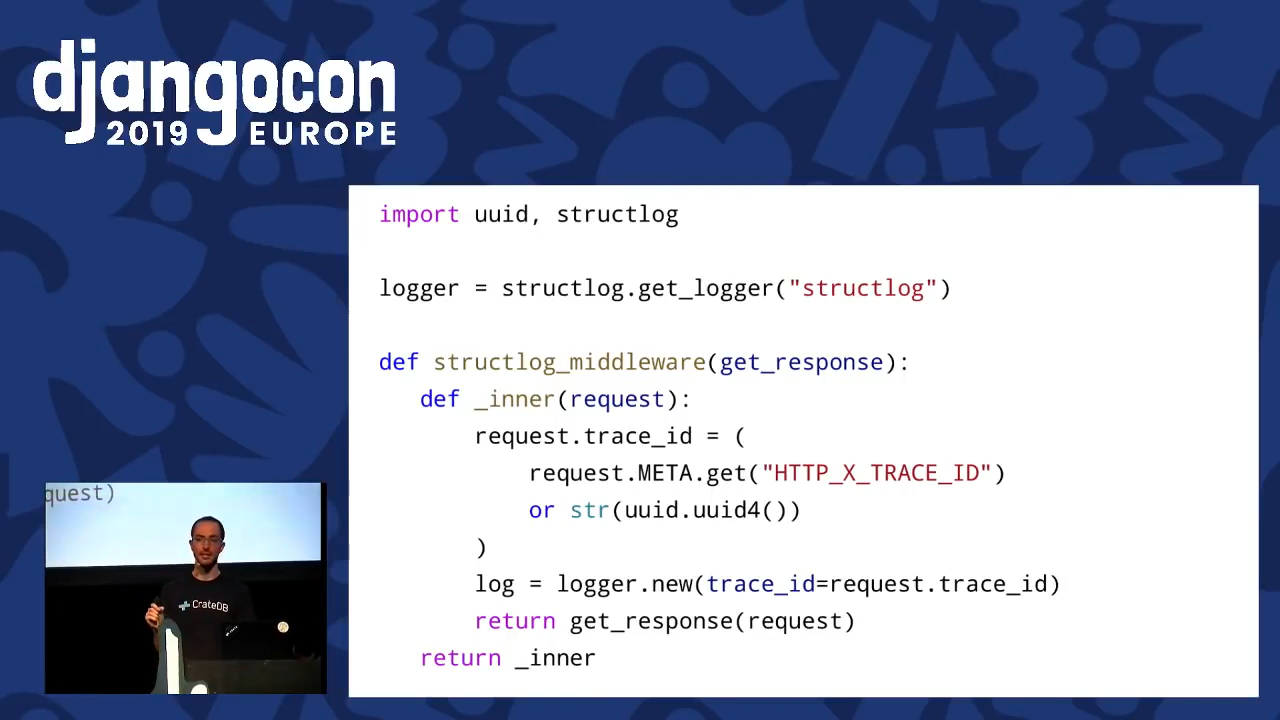 djangocon
2019 EUROPE
import uuid, structlog
logger = structlog.get_logger("structlog")
def structlog_middleware(get_response):
def _inner(request):
request.trace_id = (
request.META.get("HTTP_X_TRACE_ID")
or str(uuid.uuid4())
)
log = logger.new(trace_id=request.trace_id)
return get_response(request)
return _inner
quest)
CrateDB